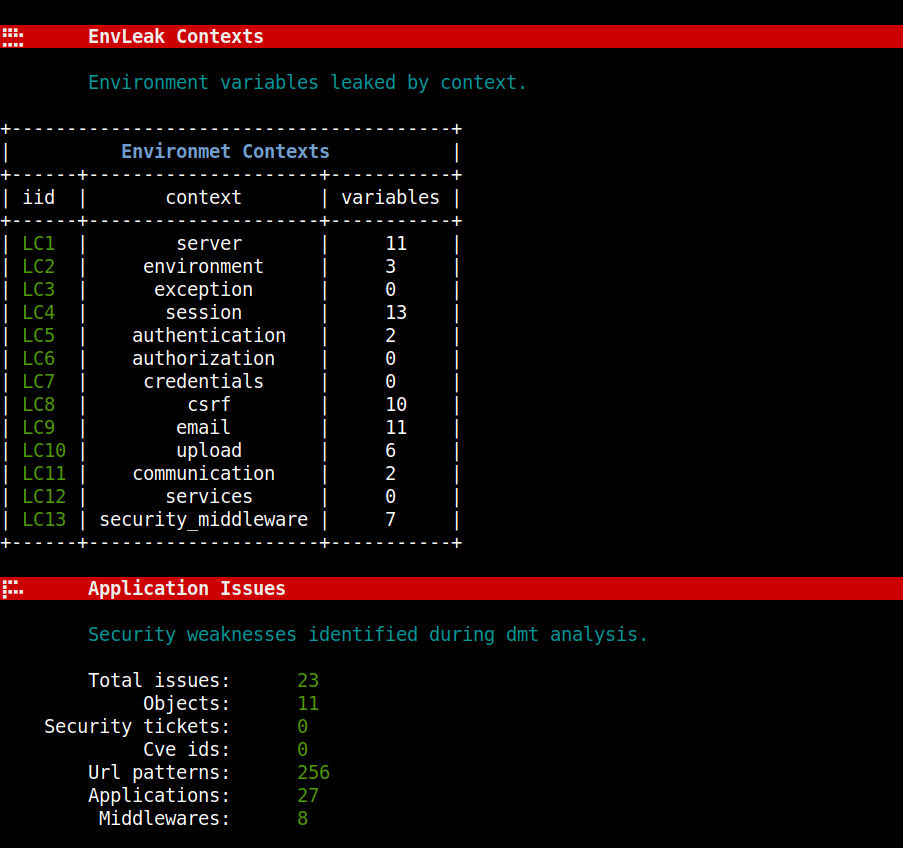 EnvLeak Contexts
Environment variables leaked by context.
+----------------------------------------+
|          Environmet Contexts           |
+------+---------------------+-----------+
| iid  |       context       | variables |
+------+---------------------+-----------+
| LC1  |        server       |     11    |
| LC2  |     environment     |     3     |
| LC3  |      exception      |     0     |
| LC4  |       session       |     13    |
| LC5  |    authentication   |     2     |
| LC6  |    authorization    |     0     |
| LC7  |     credentials     |     0     |
| LC8  |         csrf        |     10    |
| LC9  |        email        |     11    |
| LC10 |        upload       |     6     |
| LC11 |    communication    |     2     |
| LC12 |       services      |     0     |
| LC13 | security_middleware |     7     |
+------+---------------------+-----------+
Application Issues
Security weaknesses identified during dmt analysis.
Total issues: 23
Objects: 11
Security tickets: 0
Cve ids: 0
Url patterns: 256
Applications: 27
Middlewares: 8